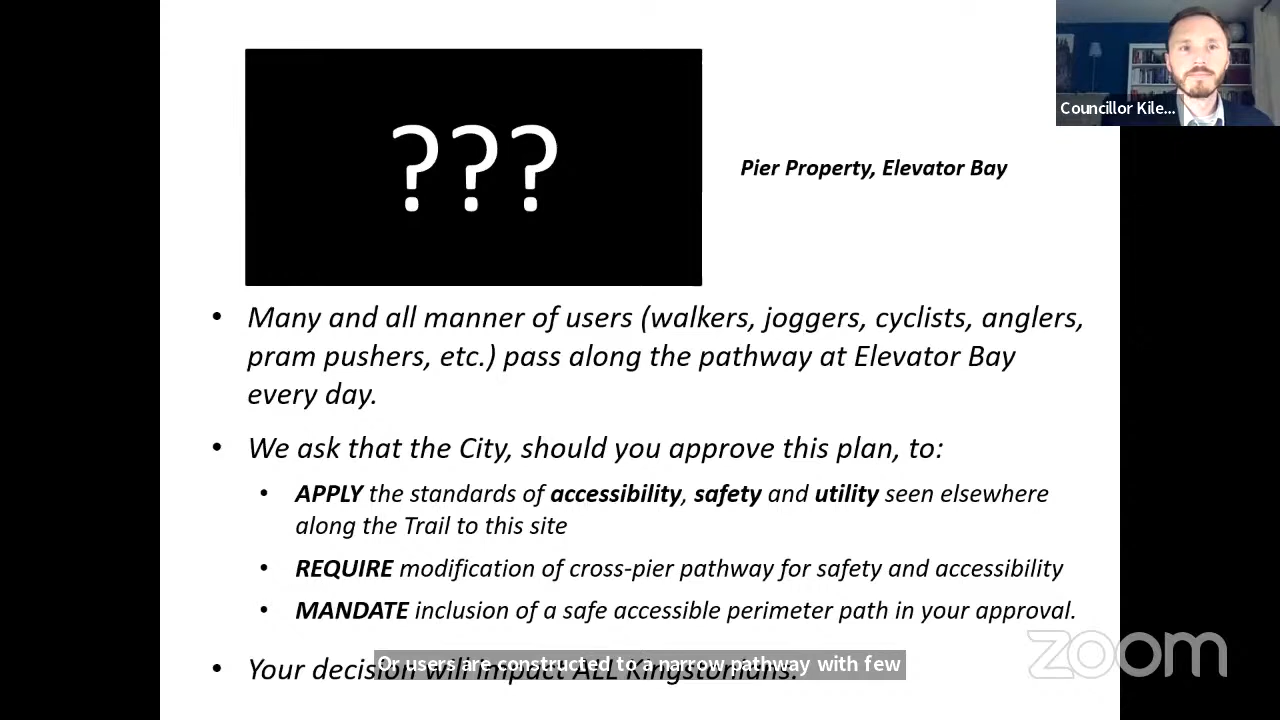 ???
Councillor Kile...
Pier Property, Elevator Bay
• Many and all manner of users (walkers, joggers, cyclists, anglers,
pram pushers, etc.) pass along the pathway at Elevator Bay
every day.
• We ask that the City, should you approve this plan, to:
• APPLY the standards of accessibility, safety and utility seen elsewhere
along the Trail to this site
• REQUIRE modification of cross-pier pathway for safety and accessibility
• MANDATE inclusion of a safe accessible perimeter path in your approval.
• Your decision will impact ALL Kingstonians.
Or users are constructed to a narrow pathway with few
zoom